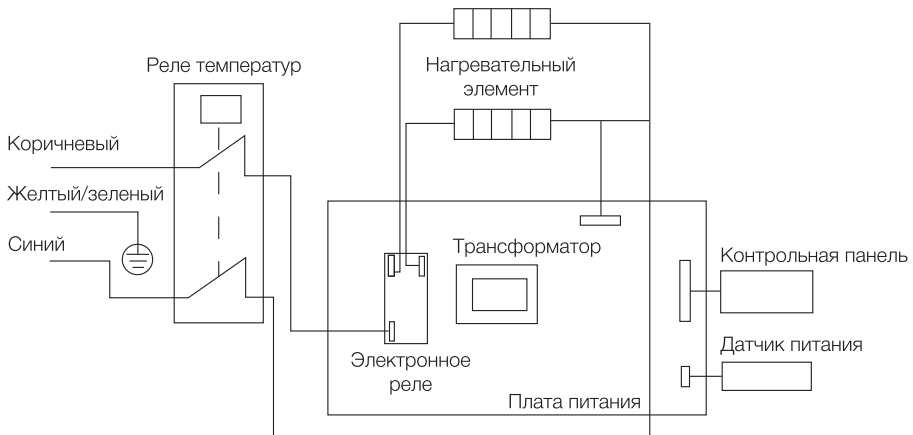 Реле температур
Нагревательный
элемент
Коричневый
Желтый/зеленый
Синий
Трансформатор
Контрольная панель
Электронное
реле
Датчик питания
Плата питания